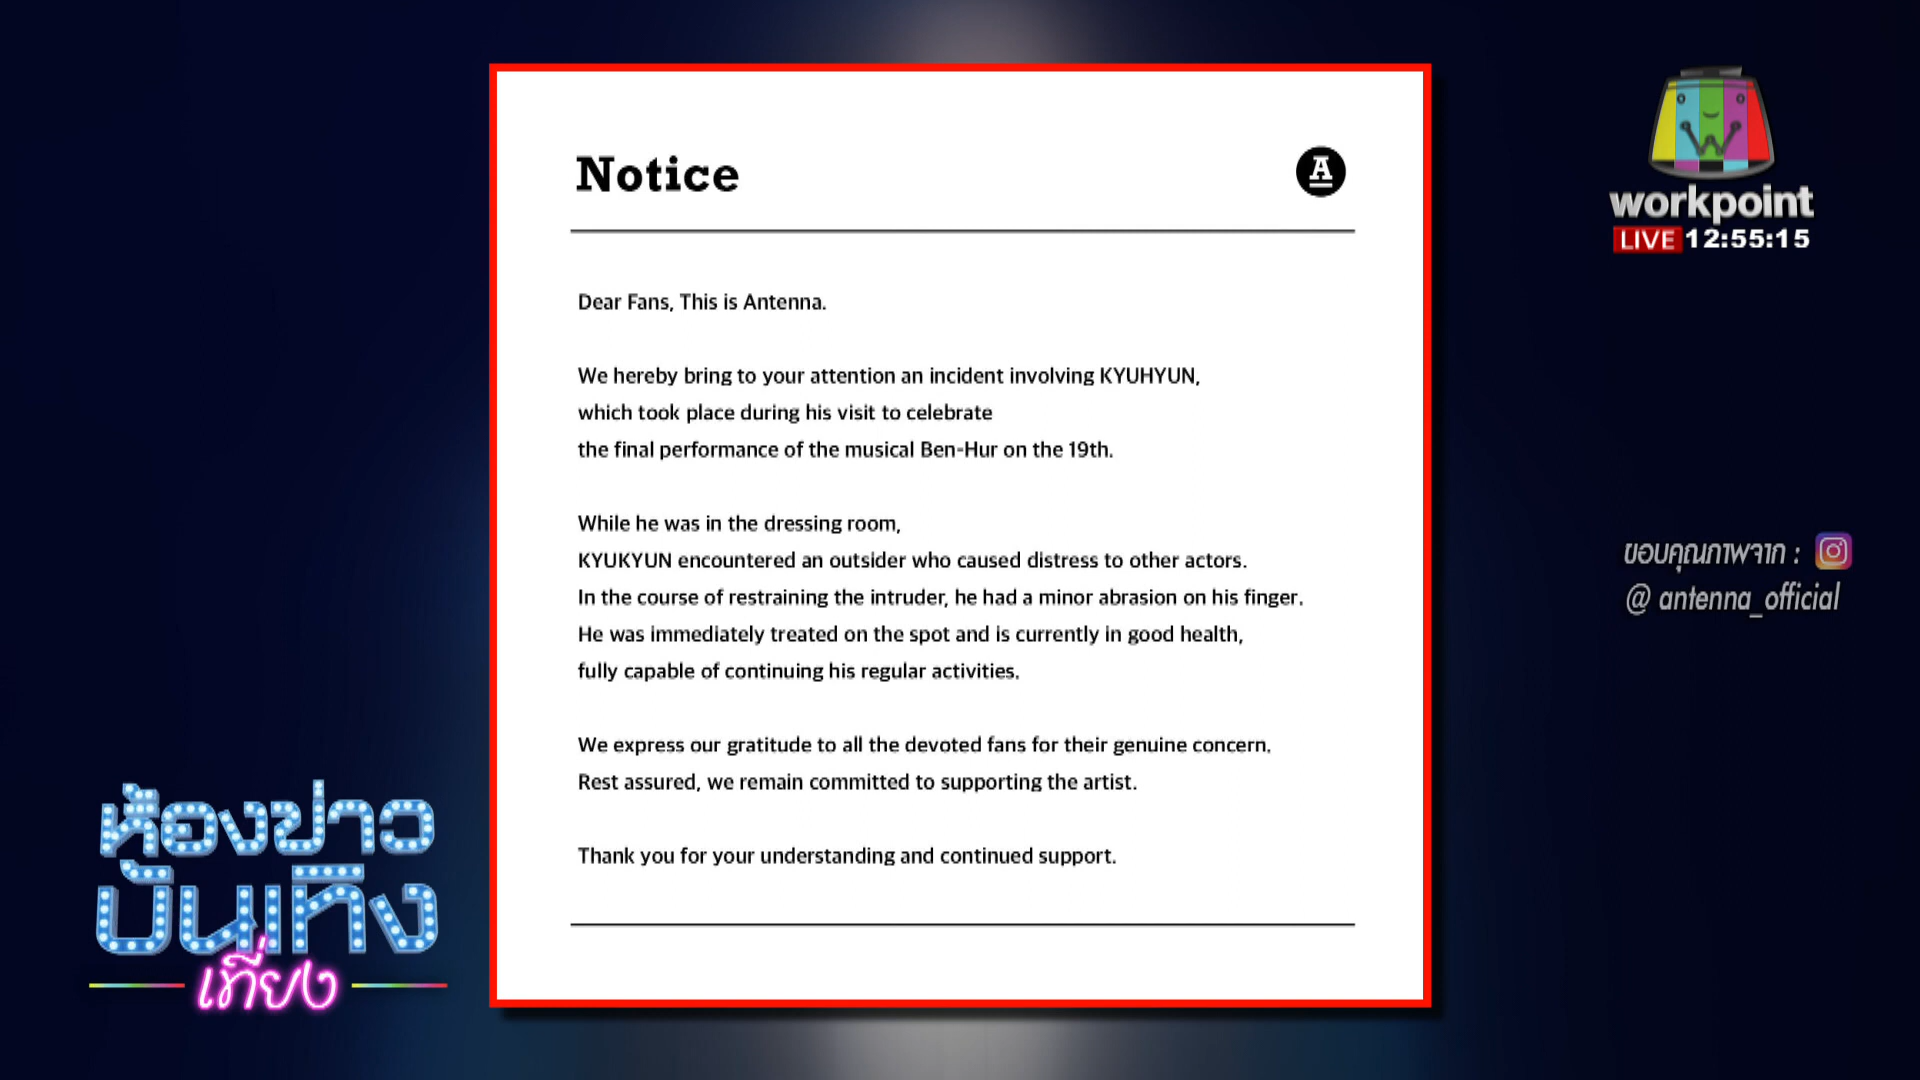 Notice
A
Dear Fans, This is Antenna.
We hereby bring to your attention an incident involving KYUHYUN,
which took place during his visit to celebrate
the final performance of the musical Ben-Hur on the 19th.
While he was in the dressing room,
KYUKYUN encountered an outsider who caused distress to other actors.
In the course of restraining the intruder, he had a minor abrasion on his finger.
He was immediately treated on the spot and is currently in good health,
fully capable of continuing his regular activities.
We express our gratitude to all the devoted fans for their genuine concern.
Rest assured, we remain committed to supporting the artist.
Thank you for your understanding and continued support.
workpoint
LIVE 12:55:15
ขอบคุณภาพจาก :
@ antenna_official
ห้องข่าว
บันเทิง
เที่ยง